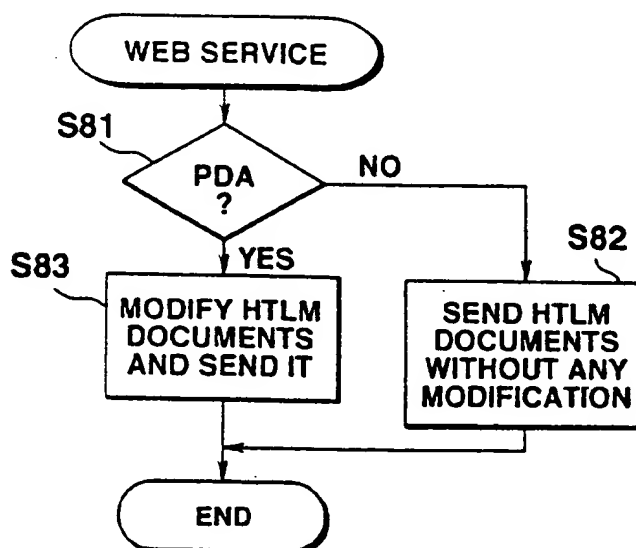 WEB SERVICE
S81
PDA
?
NO
YES
S83
S82
MODIFY HTLM
DOCUMENTS
AND SEND IT
SEND HTLM
DOCUMENTS
WITHOUT ANY
MODIFICATION
END